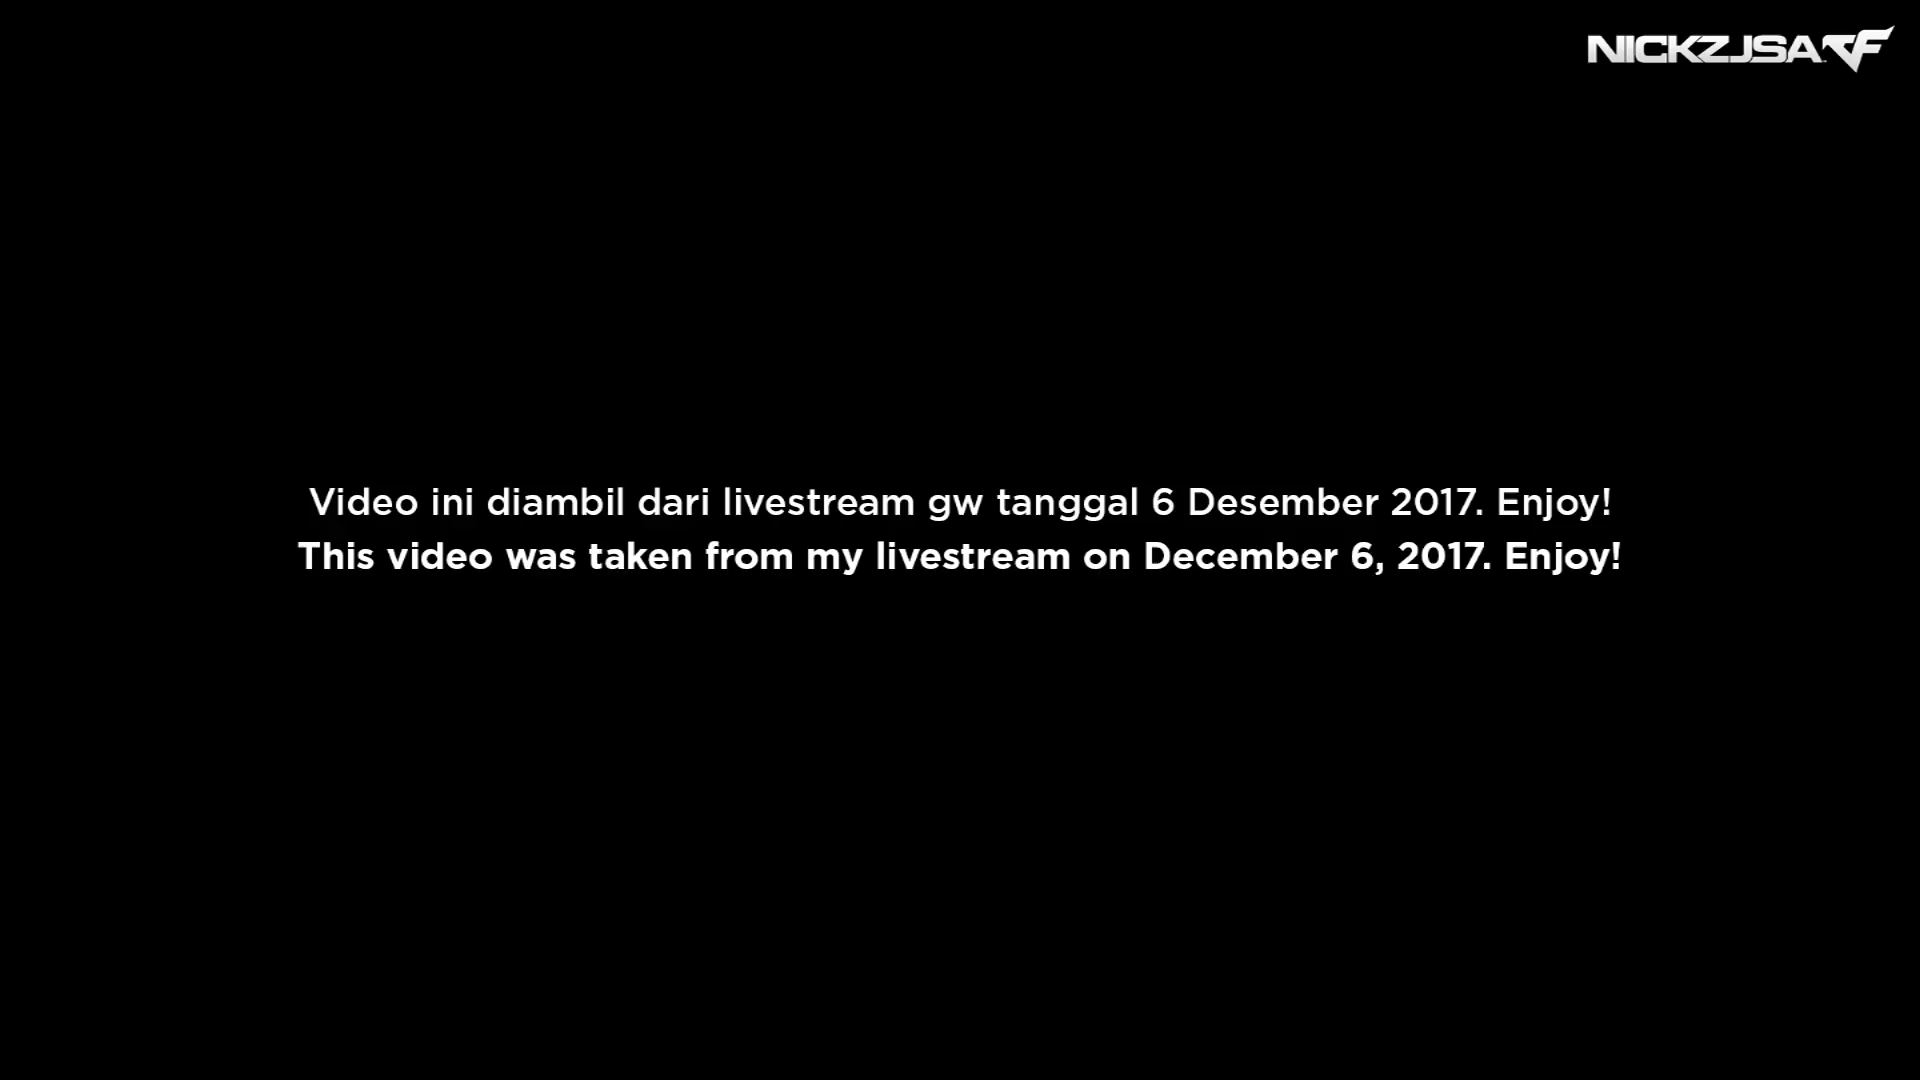 NICKZJSA
Video ini diambil dari livestream gw tanggal 6 Desember 2017. Enjoy!
This video was taken from my livestream on December 6, 2017. Enjoy!